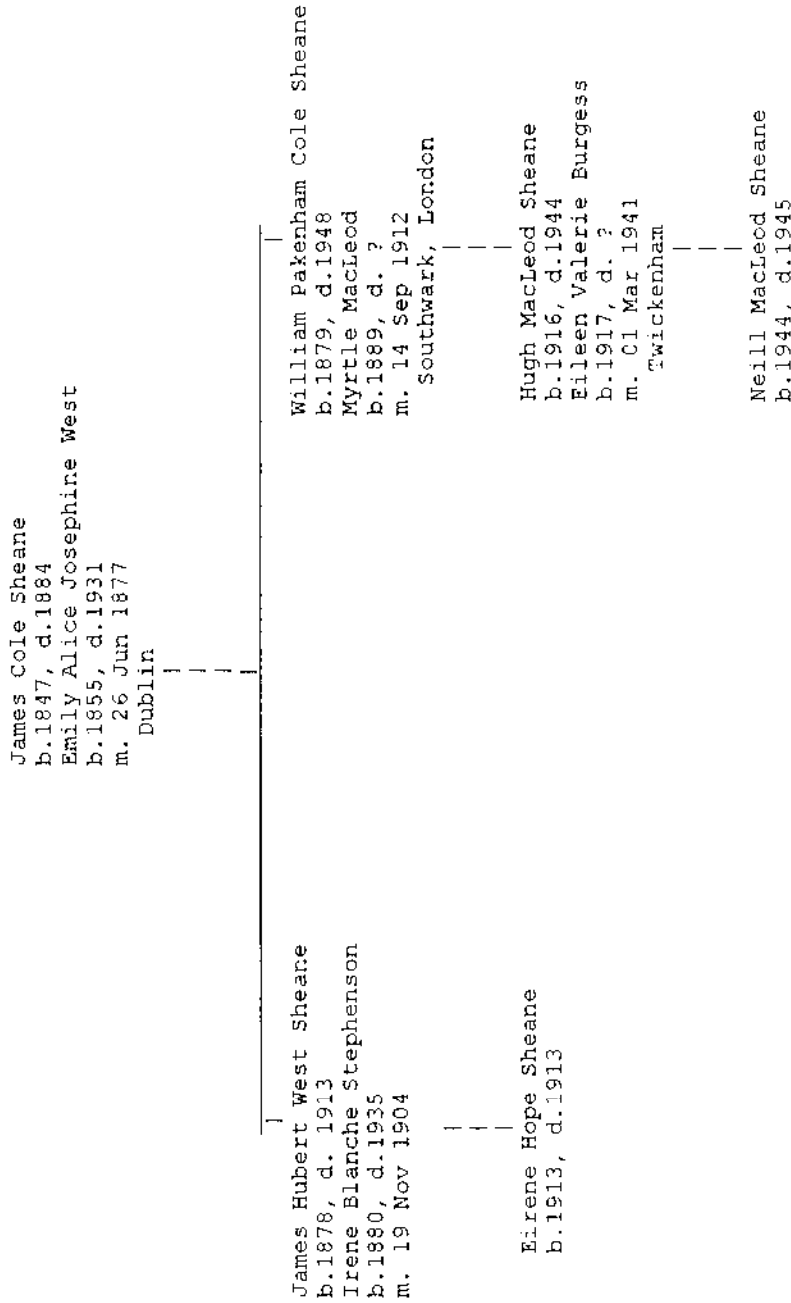 James Cole Sheane
b.1847, d.1884
Emily Alice Josephine West
b.1855, d.1931
m. 26 Jun 1877
Dublin
James Hubert West Sheane
b.1878, d. 1913
Irene Blanche Stephenson
b.1880, d.1935
m. 19 Nov 1904
Eirene Hope Sheane
b.1913, d.1913
William Pakenham Cole Sheane
b.1879, d.1948
Myrtle MacLeod
b.1889, d. ?
m. 14 Sep 1912
Southwark, London
Hugh MacLeod Sheane
b.1916, d.1944
Eileen Valerie Burgess
b.1917, d. ?
m. 01 Mar 1941
Twickenham
Neill MacLeod Sheane
b.1944, d.1945